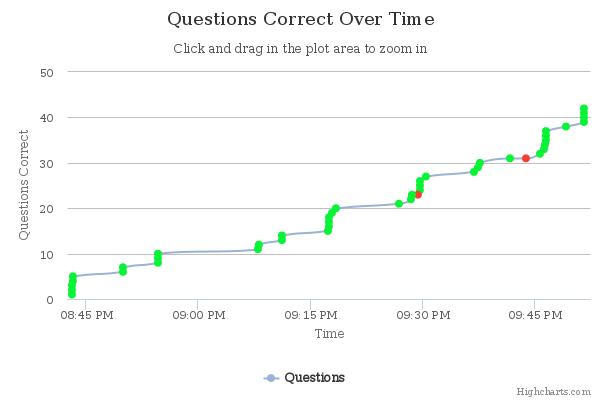 Questions Correct Over Time
Click and drag in the plot area to zoom in
Questions Correct
50
40
30
20
10
0
08:45 PM
09:00 PM
09:15 PM
09:30 PM
09:45 PM
Time
Questions
Highcharts.com